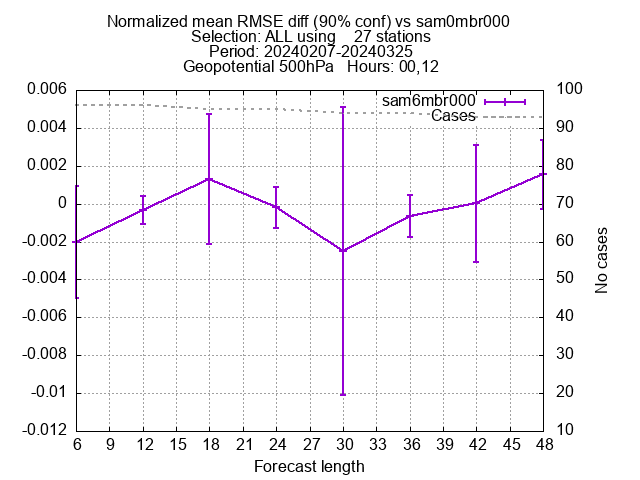 Normalized mean RMSE diff (90% conf) vs sam0mbr000
Selection: ALL using    27 stations
Period: 20240207-20240325
Geopotential 500hPa   Hours: 00,12
sam6mbr000
Cases
0.006
0.004
0.002
0
-0.002
-0.004
-0.006
-0.008
-0.01
-0.012
100
90
80
70
60
50
40
30
20
10
No cases
6 9 12 15 18 21 24 27 30 33 36 39 42 45 48
Forecast length